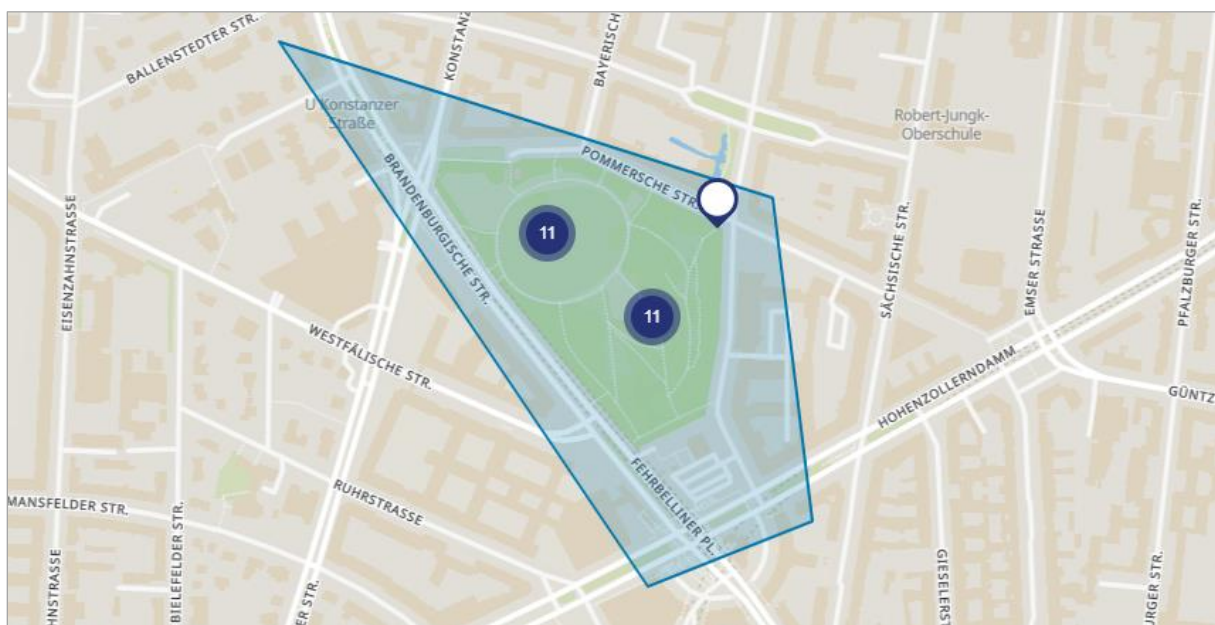 BALLENSTEDTER STR.
KONSTANZ
BAYERISCH
U Konstanzer
Straße
Robert-Jungk-
Oberschule
POMMERSCHE STR.
BRANDENBURGISCHE STR.
EISENZAHNSTRASSE
11
11
SÄCHSISCHE STR.
EMSER STRASSE
PFALZBURGER STR.
WESTFÄLISCHE STR.
HOHENZOLLERNDAMM
GÜNTZ
FEHRBELLINER PL.
RUHRSTRASSE
MANSFELDER STR.
BIELEFELDER STR.
HNSTRASSE
ER STR.
GIESELERST
URGER STR.